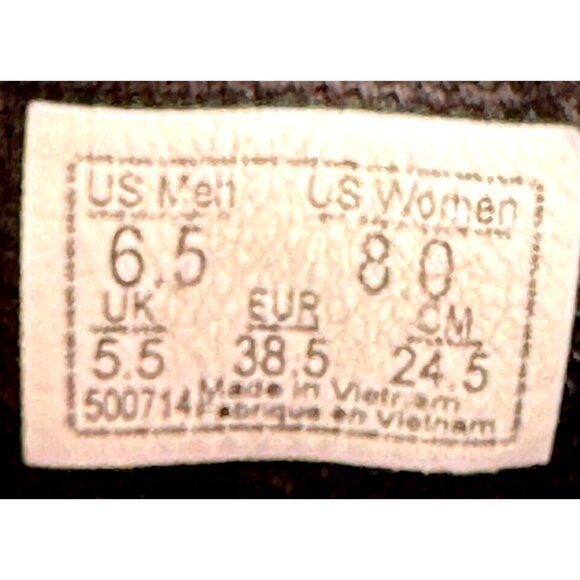 US Men US Women
6.5 8.0
UK EUR CM
5.5 38.5 24.5
500714 Made in Vietnam
Fabriqué en Vietnam